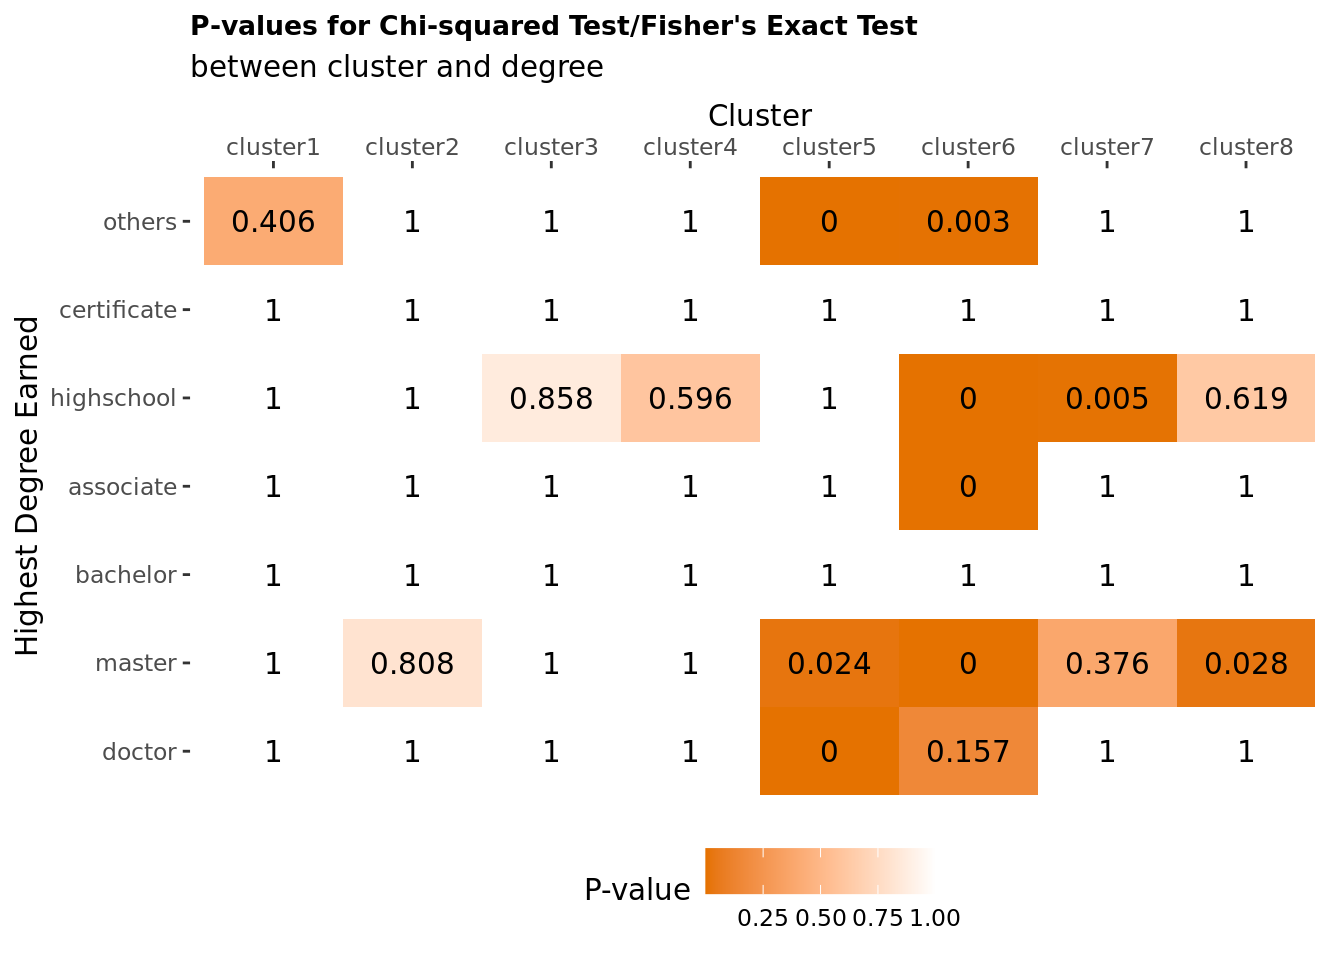 P-values for Chi-squared Test/Fisher's Exact Test
between cluster and degree
Cluster
cluster1 cluster2 cluster3 cluster4 cluster5 cluster6 cluster7 cluster8
Highest Degree Earned
others 0.406 1 1 1 0 0.003 1 1
certificate 1 1 1 1 1 1 1 1
highschool 1 1 0.858 0.596 1 0 0.005 0.619
associate 1 1 1 1 1 0 1 1
bachelor 1 1 1 1 1 1 1 1
master 1 0.808 1 1 0.024 0 0.376 0.028
doctor 1 1 1 1 0 0.157 1 1
P-value
0.25 0.50 0.75 1.00